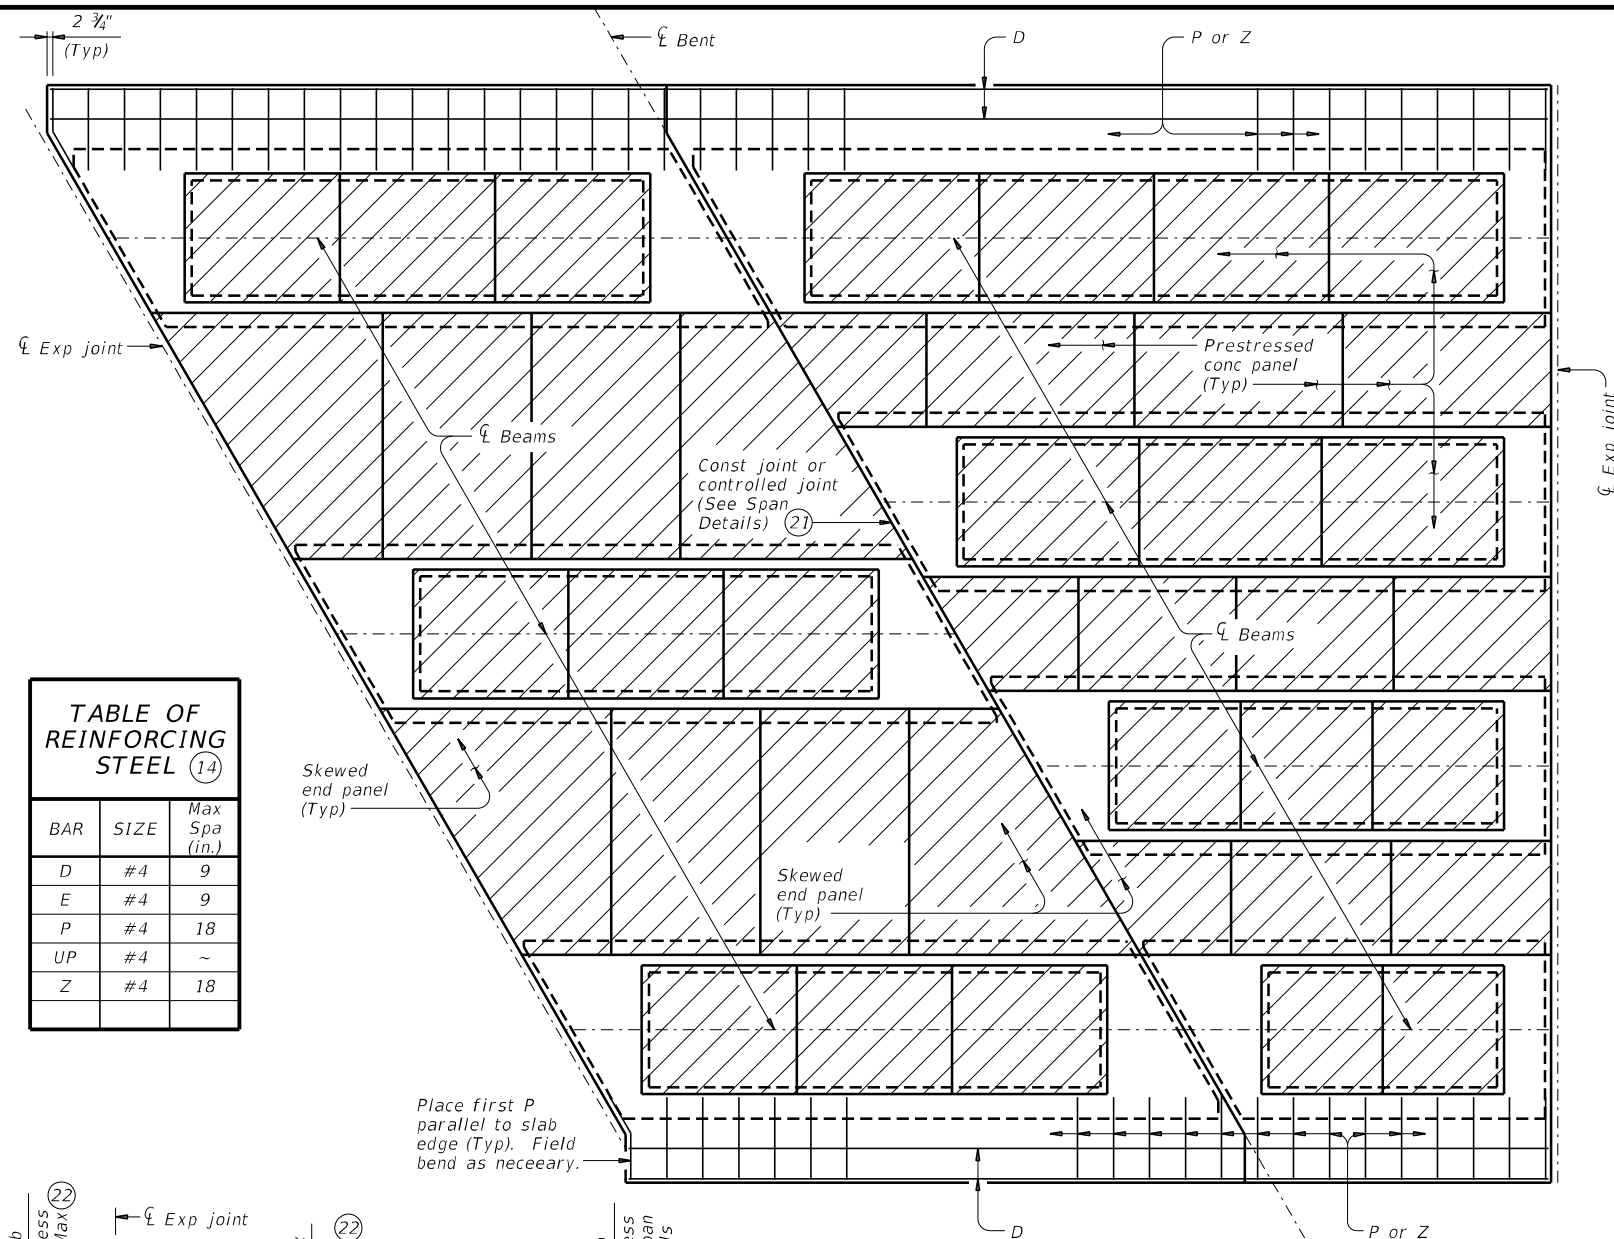 2 ¾"
(Typ)
℄ Bent
D
P or Z
℄ Exp joint
Prestressed
conc panel
(Typ)
℄ Exp joint
℄ Beams
Const joint or
controlled joint
(See Span
Details) 21
℄ Beams
TABLE OF
REINFORCING
STEEL 14
BAR SIZE Max Spa (in.)
D #4 9
E #4 9
P #4 18
UP #4 ~
Z #4 18
Skewed
end panel
(Typ)
Skewed
end panel
(Typ)
Place first P
parallel to slab
edge (Typ). Field
bend as neceeary.
22
Max
℄ Exp joint
22
D
P or Z